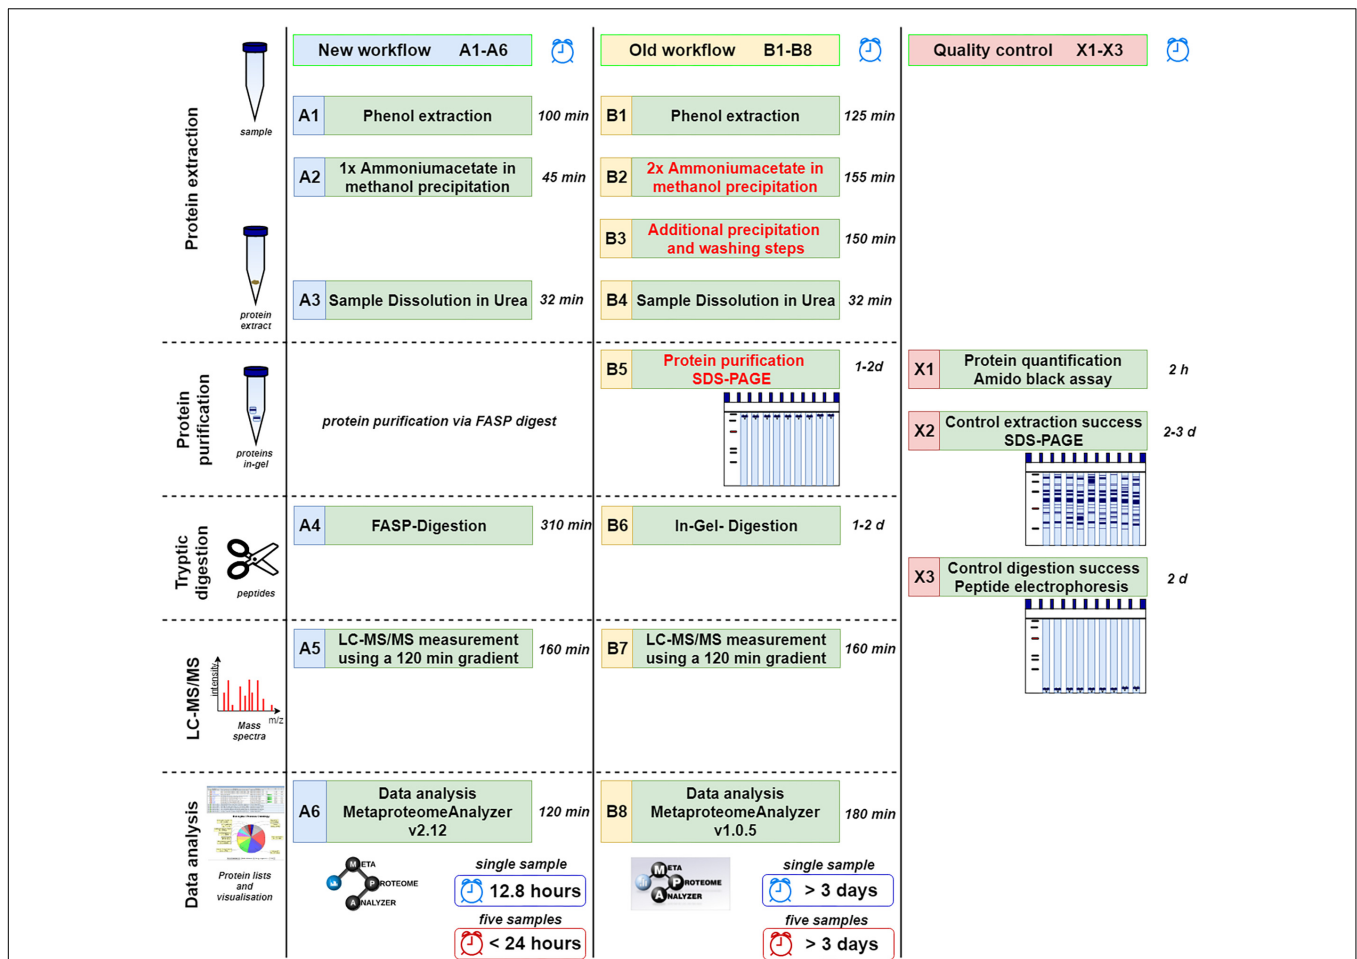 New workflow A1-A6
Old workflow B1-B8
Quality control X1-X3
Protein extraction
sample
A1 Phenol extraction 100 min
B1 Phenol extraction 125 min
A2 1x Ammoniumacetate in
methanol precipitation 45 min
B2 2x Ammoniumacetate in
methanol precipitation 155 min
B3 Additional precipitation
and washing steps 150 min
protein
extract
A3 Sample Dissolution in Urea 32 min
B4 Sample Dissolution in Urea 32 min
Protein
purification
proteins
in-gel
protein purification via FASP digest
B5 Protein purification
SDS-PAGE 1-2d
X1 Protein quantification
Amido black assay 2 h
X2 Control extraction success
SDS-PAGE 2-3 d
Tryptic
digestion
peptides
A4 FASP-Digestion 310 min
B6 In-Gel- Digestion 1-2 d
X3 Control digestion success
Peptide electrophoresis 2 d
LC-MS/MS
intensity
m/z
Mass
spectra
A5 LC-MS/MS measurement
using a 120 min gradient 160 min
B7 LC-MS/MS measurement
using a 120 min gradient 160 min
Data analysis
Protein lists
and
visualisation
A6 Data analysis
MetaproteomeAnalyzer
v2.12 120 min
B8 Data analysis
MetaproteomeAnalyzer
v1.0.5 180 min
META
PROTEOME
ANALYZER
single sample
12.8 hours
five samples
< 24 hours
META
PROTEOME
ANALYZER
single sample
> 3 days
five samples
> 3 days